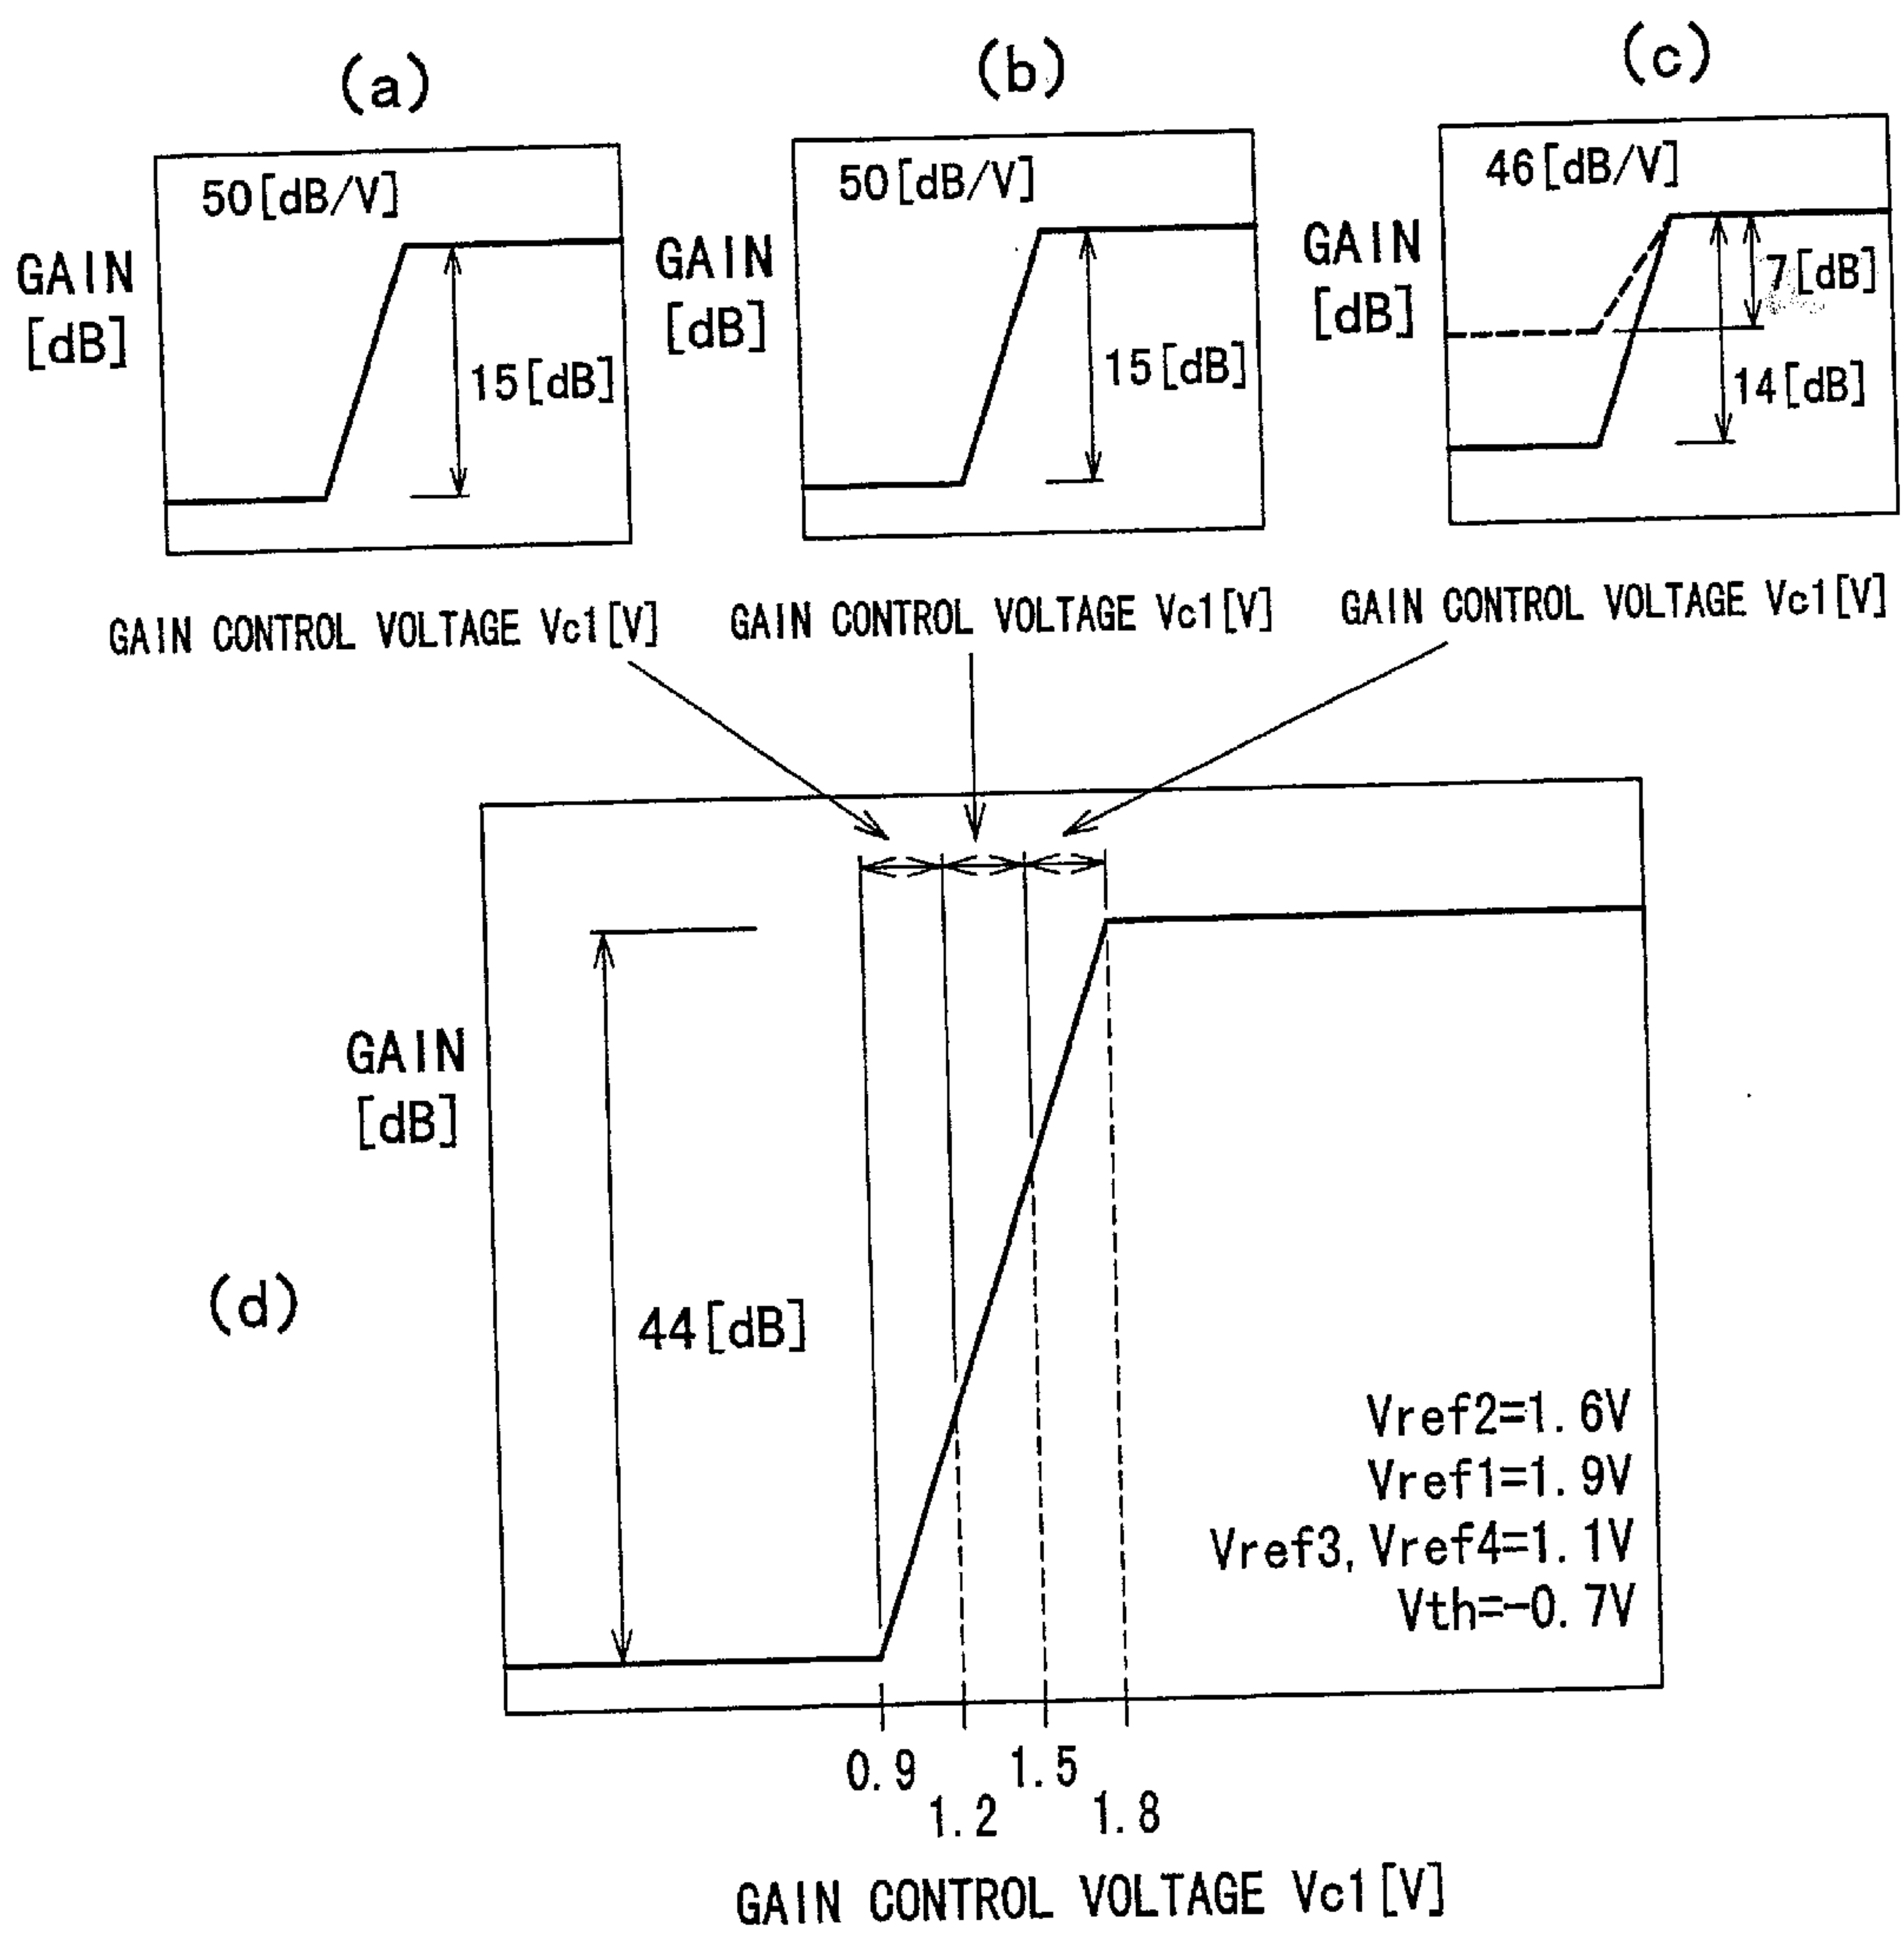 (a)
50[dB/V]
GAIN
[dB]
15[dB]
GAIN CONTROL VOLTAGE Vc1[V]
(b)
50[dB/V]
GAIN
[dB]
15[dB]
GAIN CONTROL VOLTAGE Vc1[V]
(c)
46[dB/V]
GAIN
[dB]
7[dB]
14[dB]
GAIN CONTROL VOLTAGE Vc1[V]
(d)
GAIN
[dB]
44[dB]
Vref2=1.6V
Vref1=1.9V
Vref3, Vref4=1.1V
Vth=-0.7V
0.9
1.2
1.5
1.8
GAIN CONTROL VOLTAGE Vc1[V]